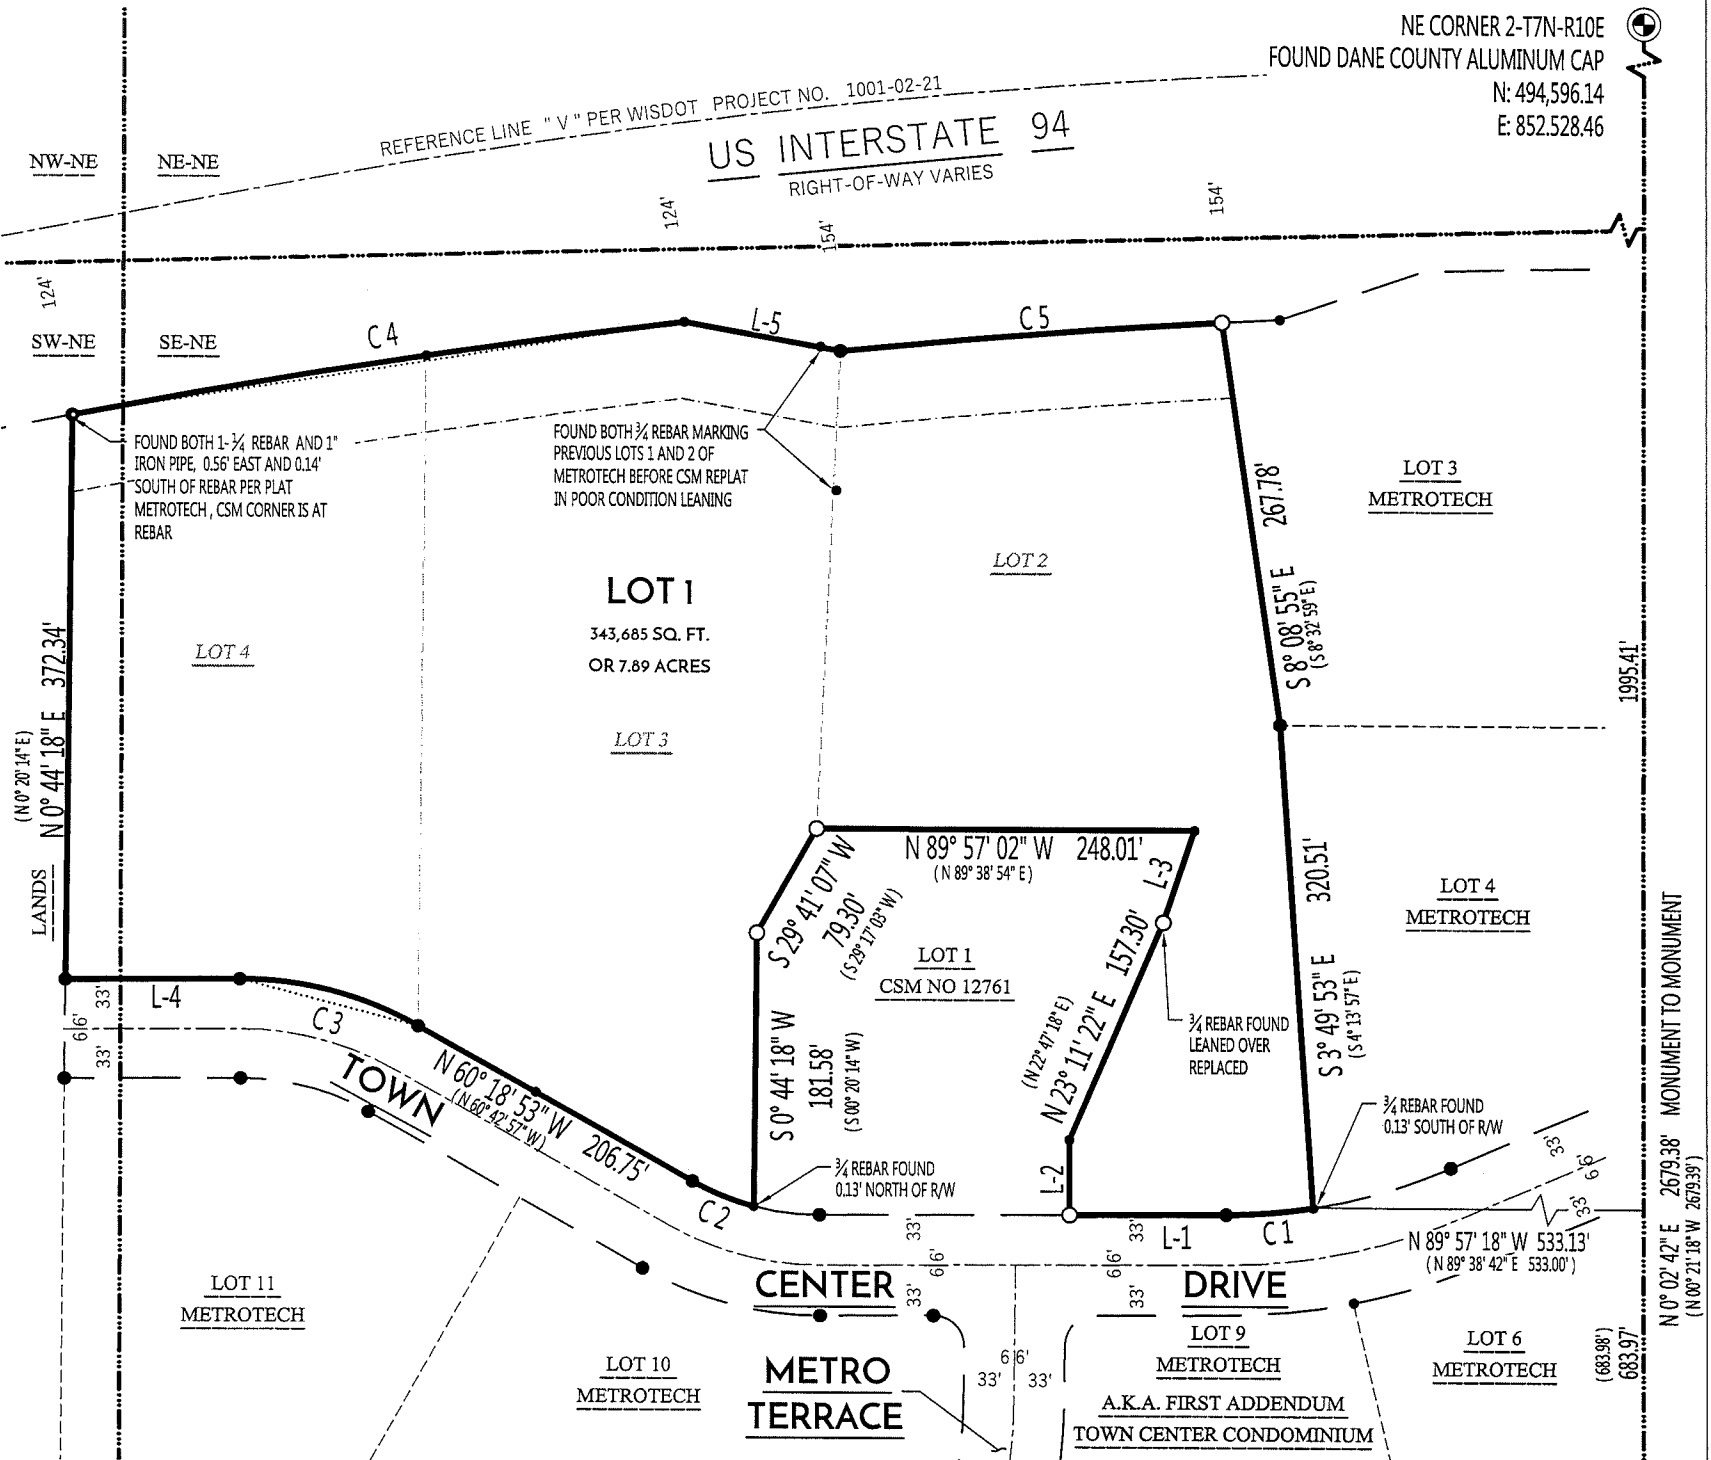 NE CORNER 2-T7N-R10E
FOUND DANE COUNTY ALUMINUM CAP
N: 494,596.14
E: 852.528.46
REFERENCE LINE "V" PER WISDOT PROJECT NO. 1001-02-21
US INTERSTATE 94
RIGHT-OF-WAY VARIES
NW-NE
NE-NE
124'
154'
154'
124'
SW-NE
SE-NE
C 4
L-5
C 5
FOUND BOTH 1-¼ REBAR AND 1"
IRON PIPE, 0.56' EAST AND 0.14'
SOUTH OF REBAR PER PLAT
METROTECH, CSM CORNER IS AT
REBAR
FOUND BOTH ¾ REBAR MARKING
PREVIOUS LOTS 1 AND 2 OF
METROTECH BEFORE CSM REPLAT
IN POOR CONDITION LEANING
LOT 3
METROTECH
267.78'
S 8° 08' 55" E
(S 8° 32' 59" E)
LOT 2
LOT 1
343,685 SQ. FT.
OR 7.89 ACRES
LOT 4
LOT 3
N 0° 44' 18" E 372.34'
(N 0° 20' 14" E)
LANDS
1995.41'
N 89° 57' 02" W 248.01'
(N 89° 38' 54" E)
L-3
S 29° 41' 07" W
79.30'
(S 29° 17' 03" W)
LOT 1
CSM NO 12761
N 23° 11' 22" E 157.30'
(N 22° 47' 18" E)
320.51'
S 3° 49' 53" E
(S 4° 13' 57" E)
LOT 4
METROTECH
¾ REBAR FOUND
LEANED OVER
REPLACED
S 0° 44' 18" W
181.58'
(S 00° 20' 14" W)
L-4
33'
66'
33'
C 3
TOWN
N 60° 18' 53" W 206.75'
(N 60° 42' 57" W)
¾ REBAR FOUND
0.13' SOUTH OF R/W
¾ REBAR FOUND
0.13' NORTH OF R/W
L-2
C 2
L-1
C 1
33'
66'
33'
33'
66'
33'
33'
66'
33'
N 89° 57' 18" W 533.13'
(N 89° 38' 42" E 533.00')
N 0° 02' 42" E 2679.38' MONUMENT TO MONUMENT
(N 00° 21' 18" W 2679.39')
CENTER
DRIVE
LOT 11
METROTECH
LOT 10
METROTECH
METRO
TERRACE
66'
33'
33'
LOT 9
METROTECH
A.K.A. FIRST ADDENDUM
TOWN CENTER CONDOMINIUM
LOT 6
METROTECH
(683.98')
683.97'